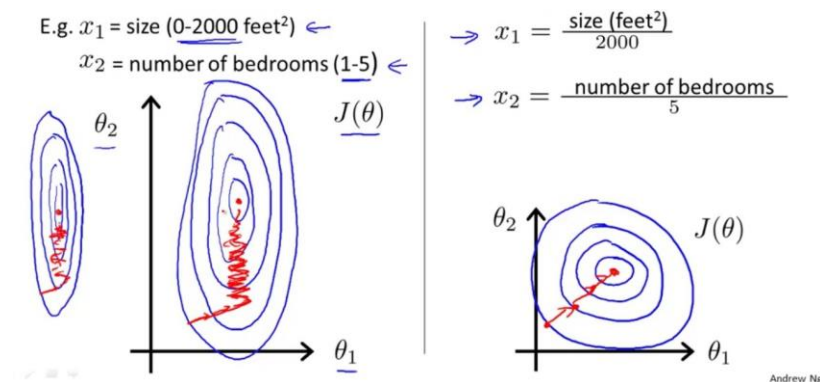 E.g. x₁ = size (0-2000 feet²) ←
x₂ = number of bedrooms (1-5) ←
θ₂
J(θ)
θ₁
→ x₁ = size (feet²) / 2000
→ x₂ = number of bedrooms / 5
θ₂
J(θ)
θ₁
Andrew